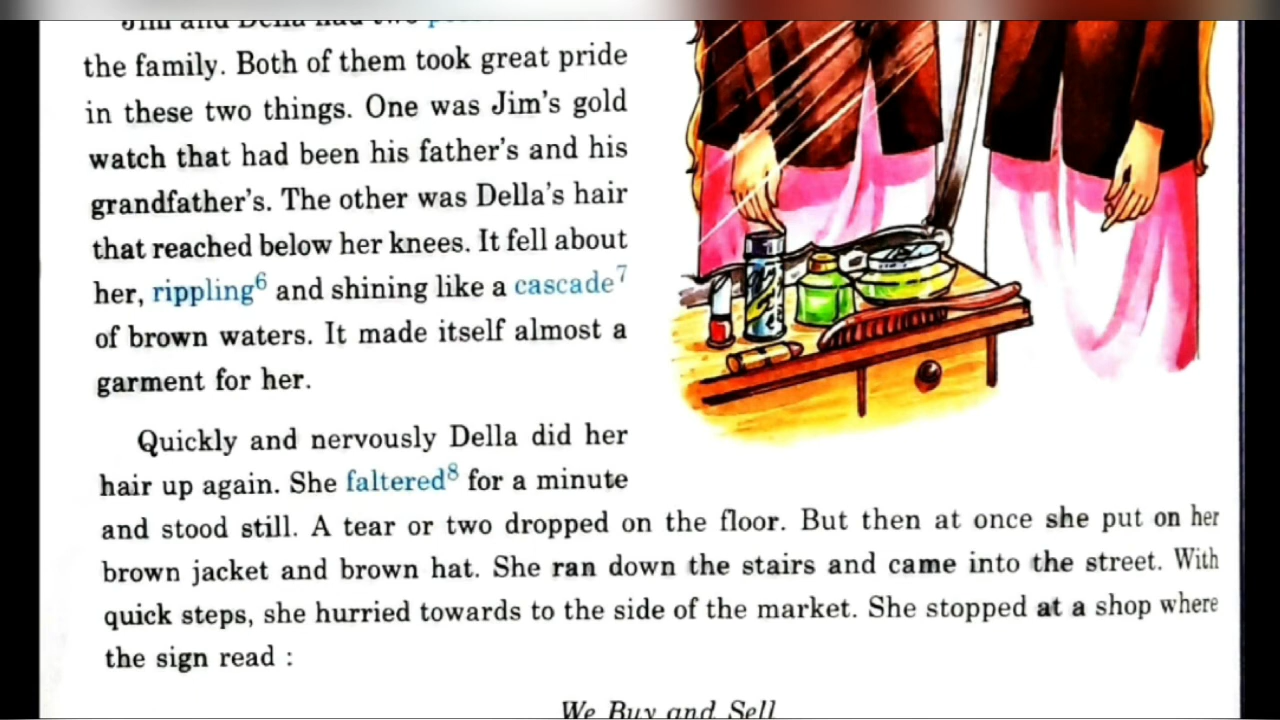 Jim and Della had two
the family. Both of them took great pride
in these two things. One was Jim's gold
watch that had been his father's and his
grandfather's. The other was Della's hair
that reached below her knees. It fell about
her, rippling6 and shining like a cascade7
of brown waters. It made itself almost a
garment for her.
Quickly and nervously Della did her
hair up again. She faltered8 for a minute
and stood still. A tear or two dropped on the floor. But then at once she put on her
brown jacket and brown hat. She ran down the stairs and came into the street. With
quick steps, she hurried towards to the side of the market. She stopped at a shop where
the sign read :
We Buy and Sell